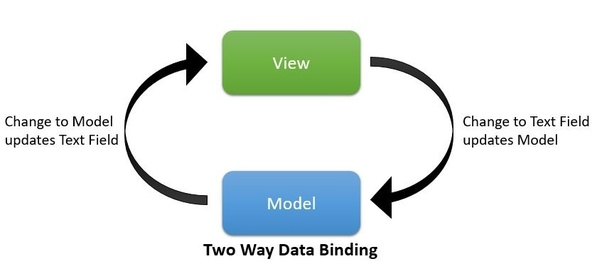 View
Change to Model
updates Text Field
Change to Text Field
updates Model
Model
Two Way Data Binding